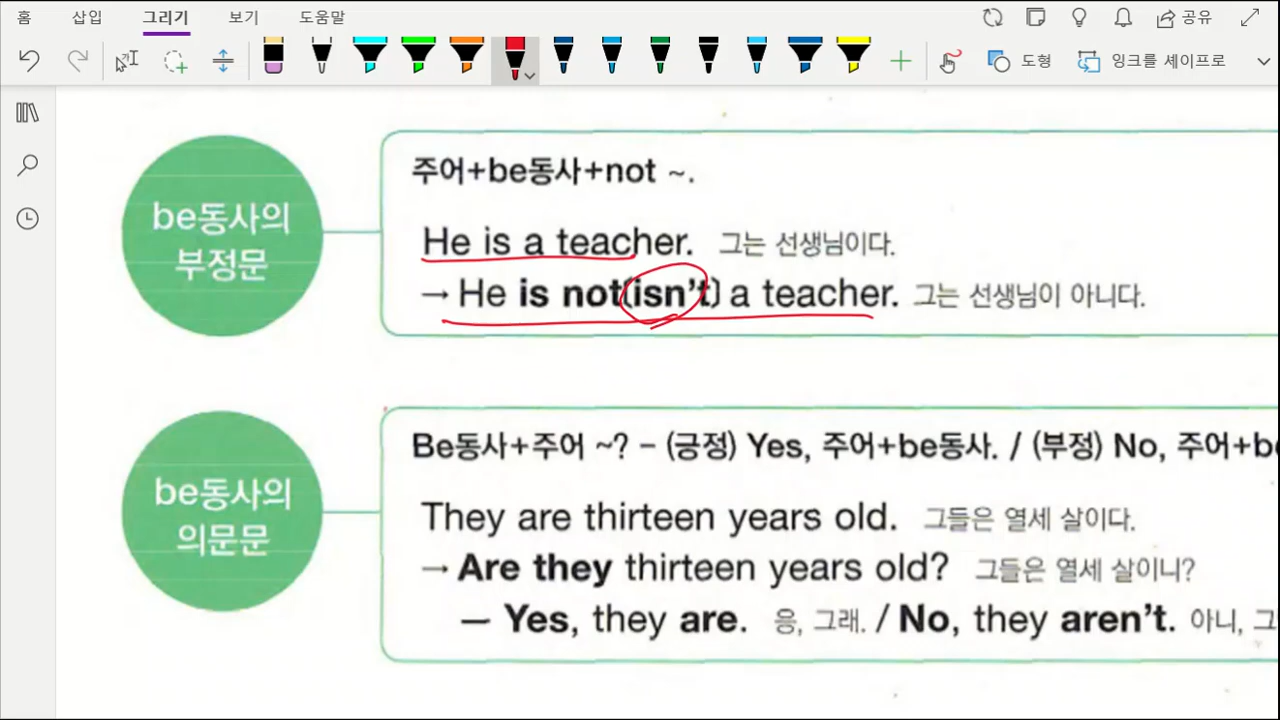 홈 삽입 그리기 보기 도움말 공유
도형 잉크를 셰이프로
be동사의
부정문
주어+be동사+not ~.
He is a teacher. 그는 선생님이다.
→ He is not(isn't) a teacher. 그는 선생님이 아니다.
be동사의
의문문
Be동사+주어 ~? – (긍정) Yes, 주어+be동사. / (부정) No, 주어+be
They are thirteen years old. 그들은 열세 살이다.
→ Are they thirteen years old? 그들은 열세 살이니?
– Yes, they are. 응, 그래. / No, they aren't. 아니, 그